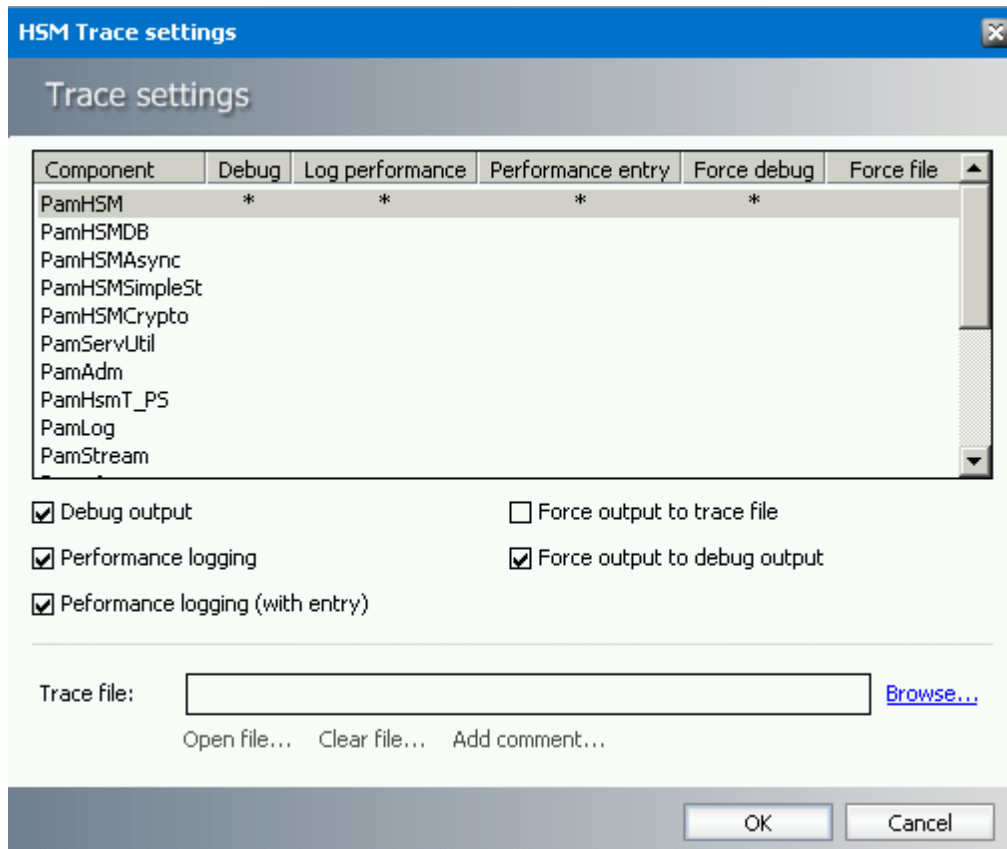 HSM Trace settings
Trace settings
Component Debug Log performance Performance entry Force debug Force file
PamHSM * * * *
PamHSMDB
PamHSMAsync
PamHSMSimpleSt
PamHSMCrypto
PamServUtil
PamAdm
PamHsmT_PS
PamLog
PamStream
Debug output Force output to trace file
Performance logging Force output to debug output
Peformance logging (with entry)
Trace file: Browse...
Open file... Clear file... Add comment...
OK Cancel